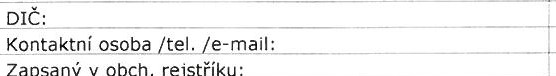 DIČ:
Kontaktní osoba /tel. /e-mail:
Zapsaný v obch. rejstříku: